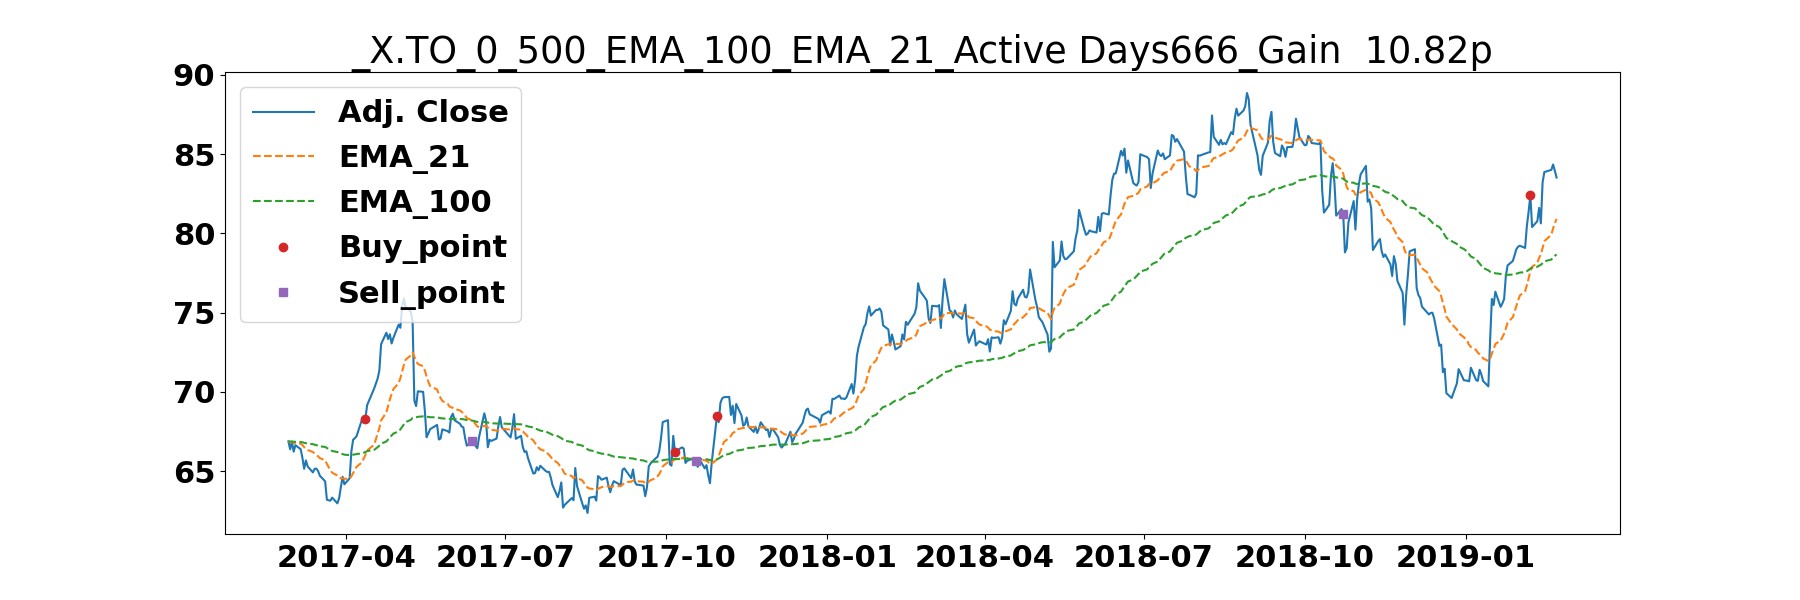 _X.TO_0_500_EMA_100_EMA_21_Active Days666_Gain  10.82p
90
85
80
75
70
65
Adj. Close
EMA_21
EMA_100
Buy_point
Sell_point
2017-04 2017-07 2017-10 2018-01 2018-04 2018-07 2018-10 2019-01